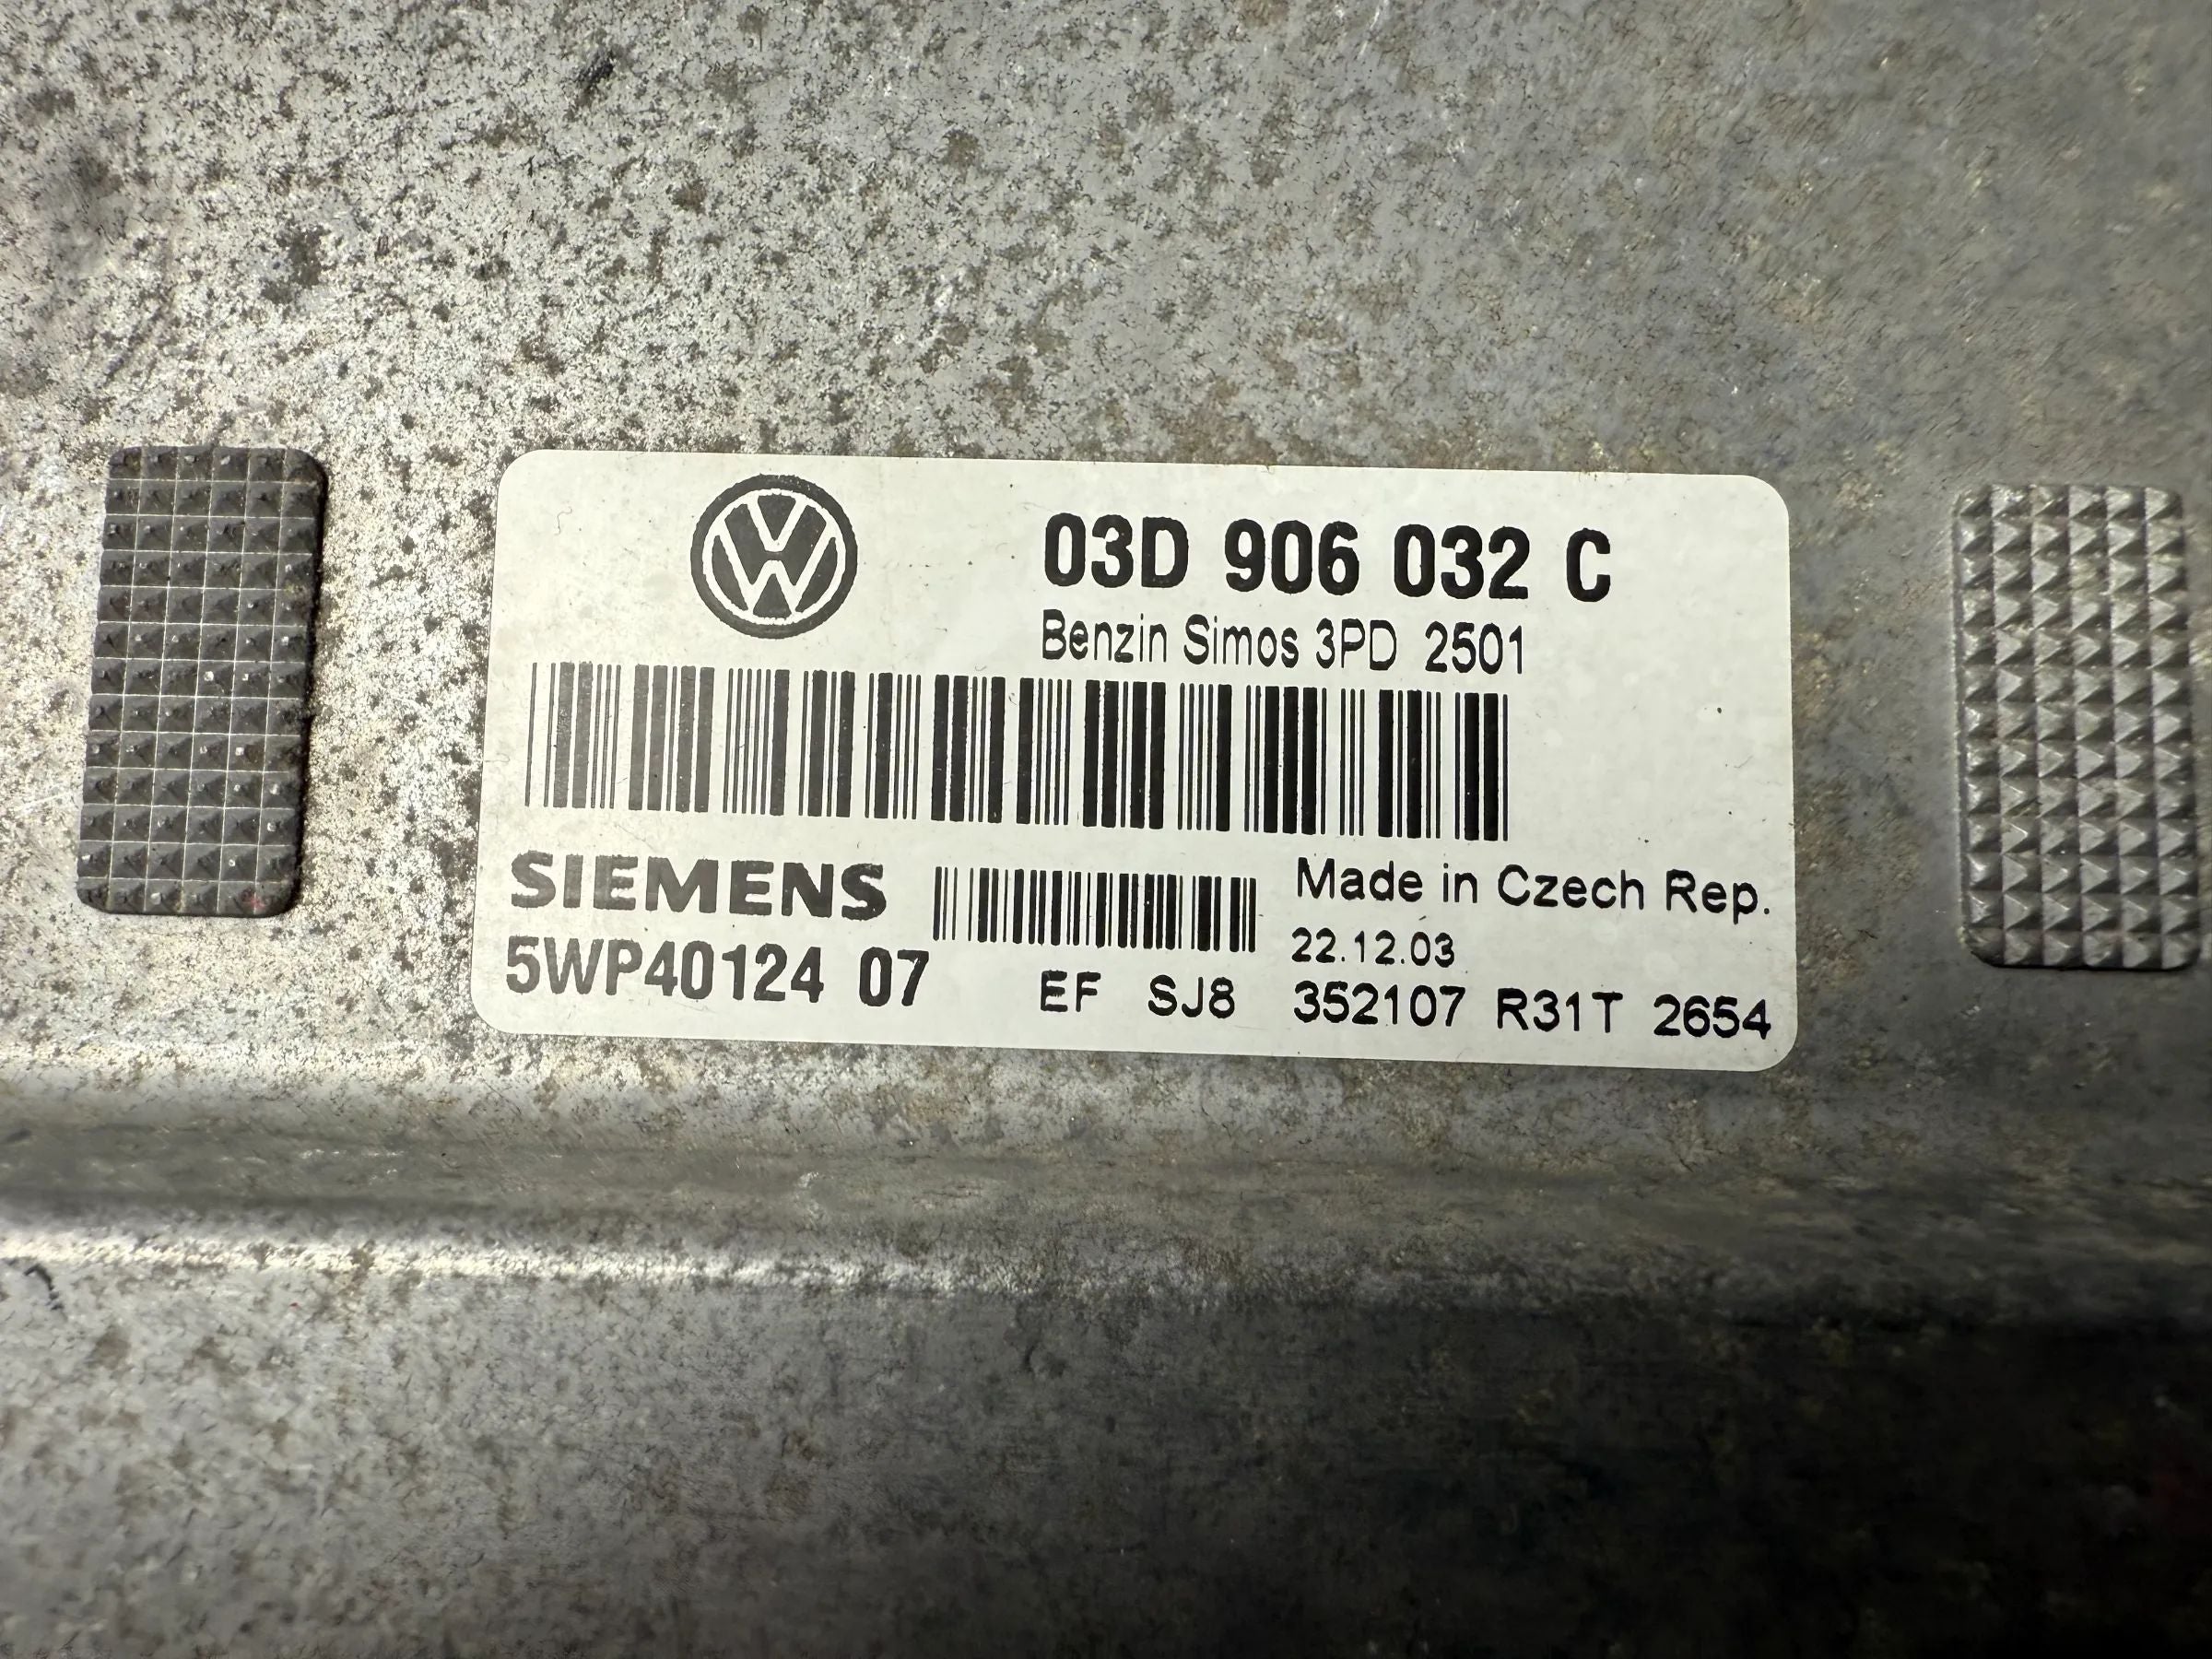 03D 906 032 C
Benzin Simos 3PD 2501
SIEMENS
5WP40124 07
Made in Czech Rep.
22.12.03
EF SJ8 352107 R31T 2654